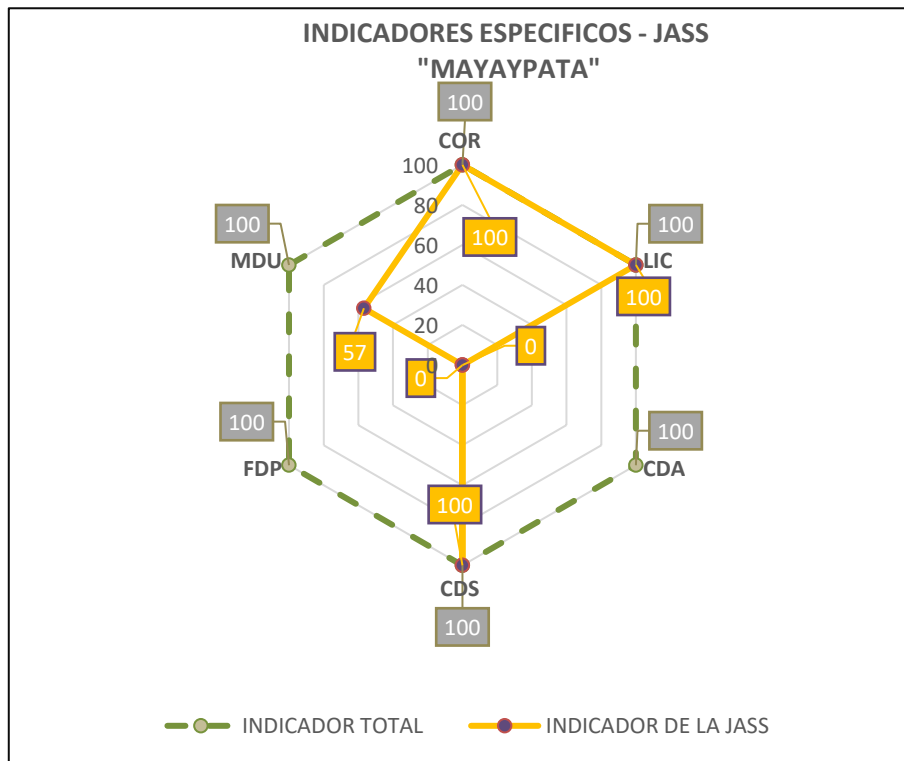 INDICADORES ESPECIFICOS - JASS
"MAYAYPATA"
100
COR
100
80
60
40
20
0
100
100
MDU
100
LIC
100
57
0
0
100
FDP
100
CDA
100
CDS
100
INDICADOR TOTAL
INDICADOR DE LA JASS